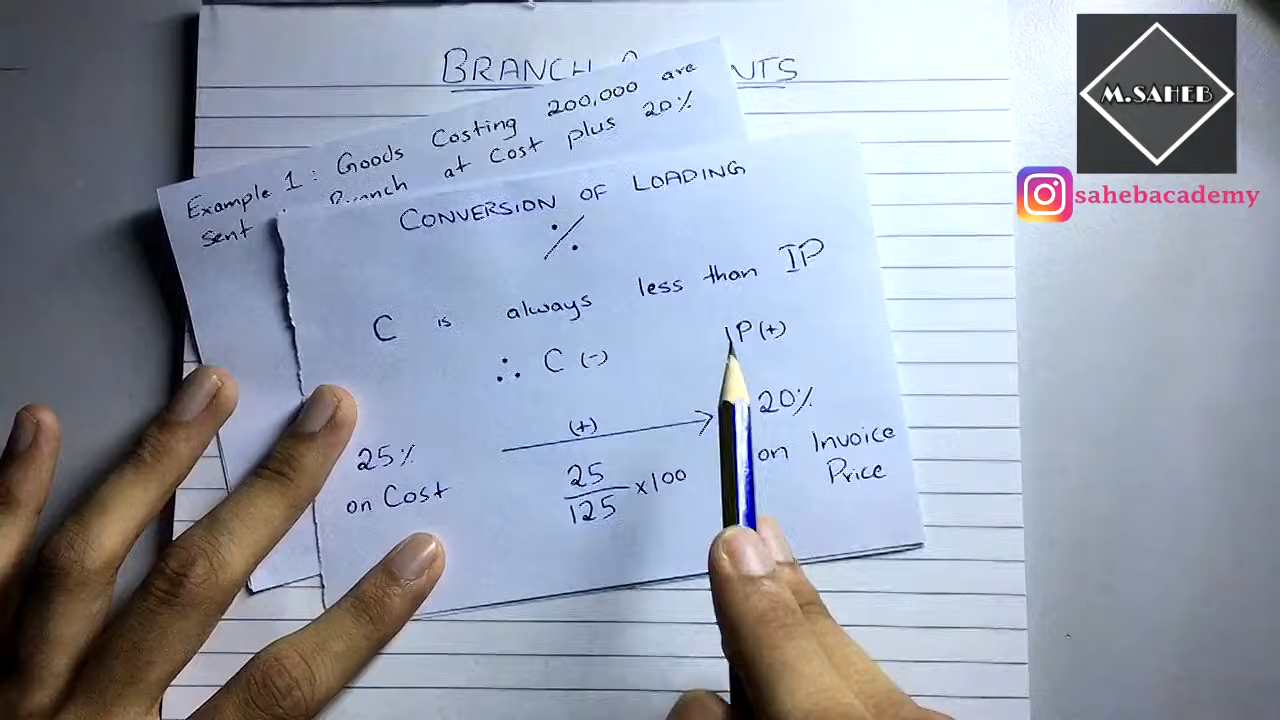 BRANCH
Example 1 : Goods Costing 200,000 are
sent Branch at Cost plus 20%
CONVERSION OF LOADING
%
C is always less than IP
∴ C (-) IP (+)
25% (+) 20%
on Cost 25/125 x100 on Invoice
Price
M.SAHEB
sahebacademy